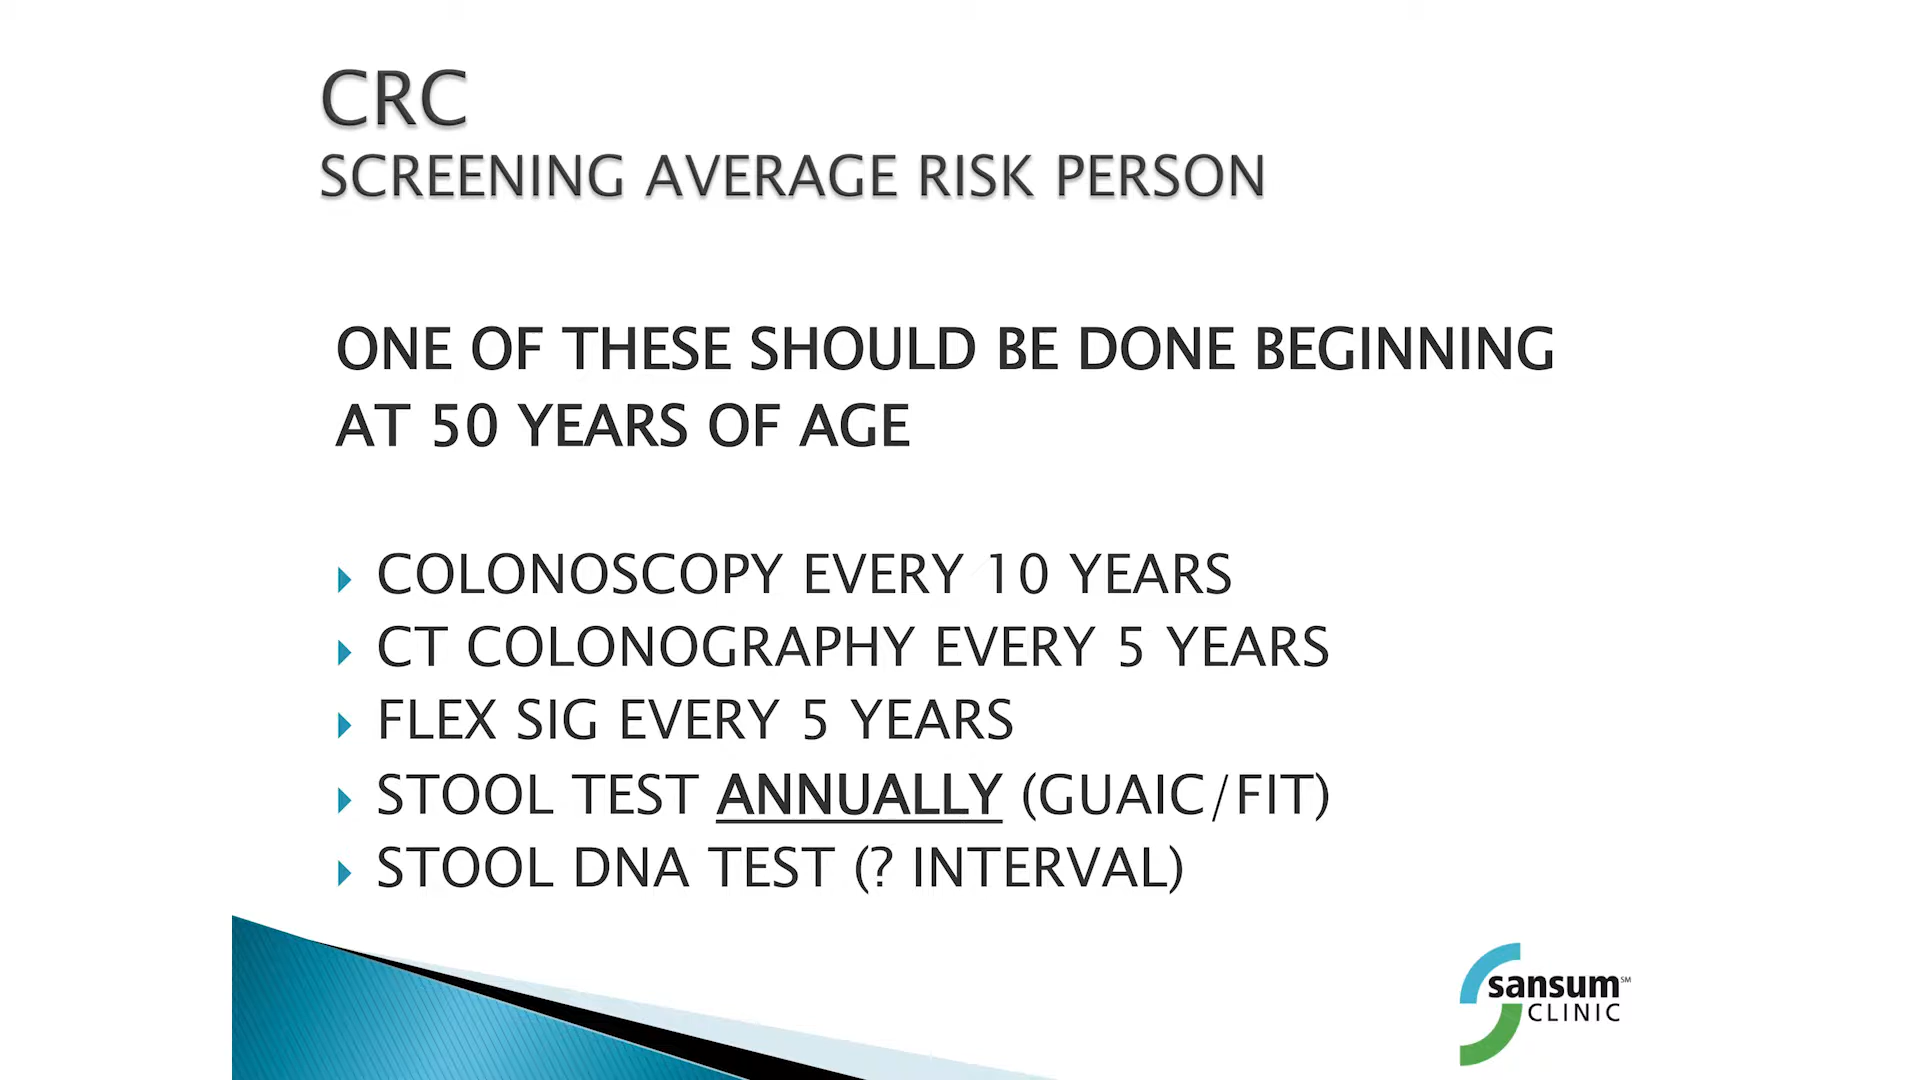 CRC
SCREENING AVERAGE RISK PERSON
ONE OF THESE SHOULD BE DONE BEGINNING
AT 50 YEARS OF AGE
COLONOSCOPY EVERY 10 YEARS
CT COLONOGRAPHY EVERY 5 YEARS
FLEX SIG EVERY 5 YEARS
STOOL TEST ANNUALLY (GUAIC/FIT)
STOOL DNA TEST (? INTERVAL)
sansum℠
CLINIC